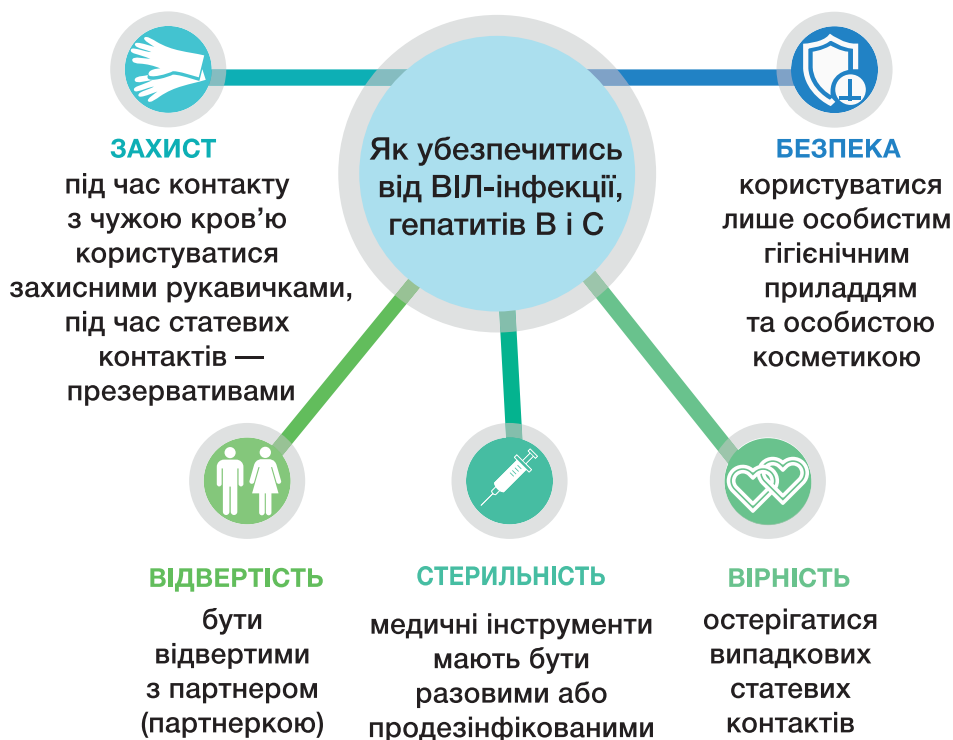 Як убезпечитись
від ВІЛ-інфекції,
гепатитів В і С
ЗАХИСТ
під час контакту
з чужою кров’ю
користуватися
захисними рукавичками,
під час статевих
контактів —
презервативами
БЕЗПЕКА
користуватися
лише особистим
гігієнічним
приладдям
та особистою
косметикою
ВІДВЕРТІСТЬ
бути
відвертими
з партнером
(партнеркою)
СТЕРИЛЬНІСТЬ
медичні інструменти
мають бути
разовими або
продезінфікованими
ВІРНІСТЬ
остерігатися
випадкових
статевих
контактів